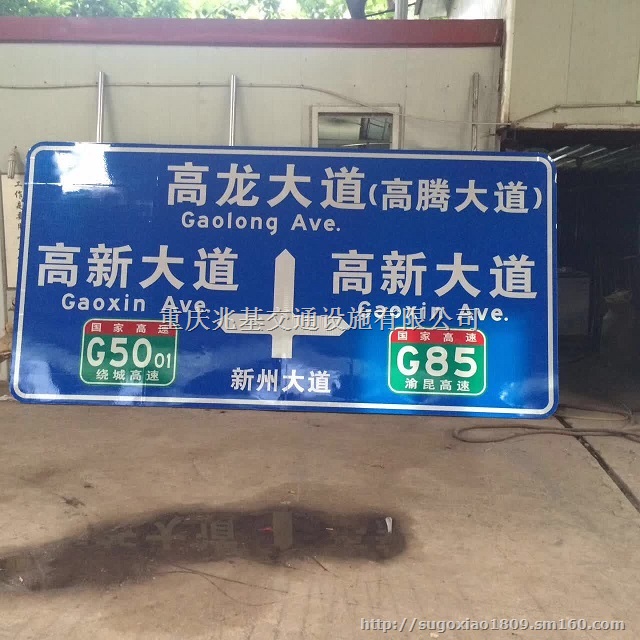 高龙大道(高腾大道)
Gaolong Ave.
高新大道
Gaoxin Ave
高新大道
Gaoxin Ave.
重庆兆基交通设施有限公司
国家高速
G5001
绕城高速
国家高速
G85
渝昆高速
新州大道
http://sugoxiao1809.sm160.com/